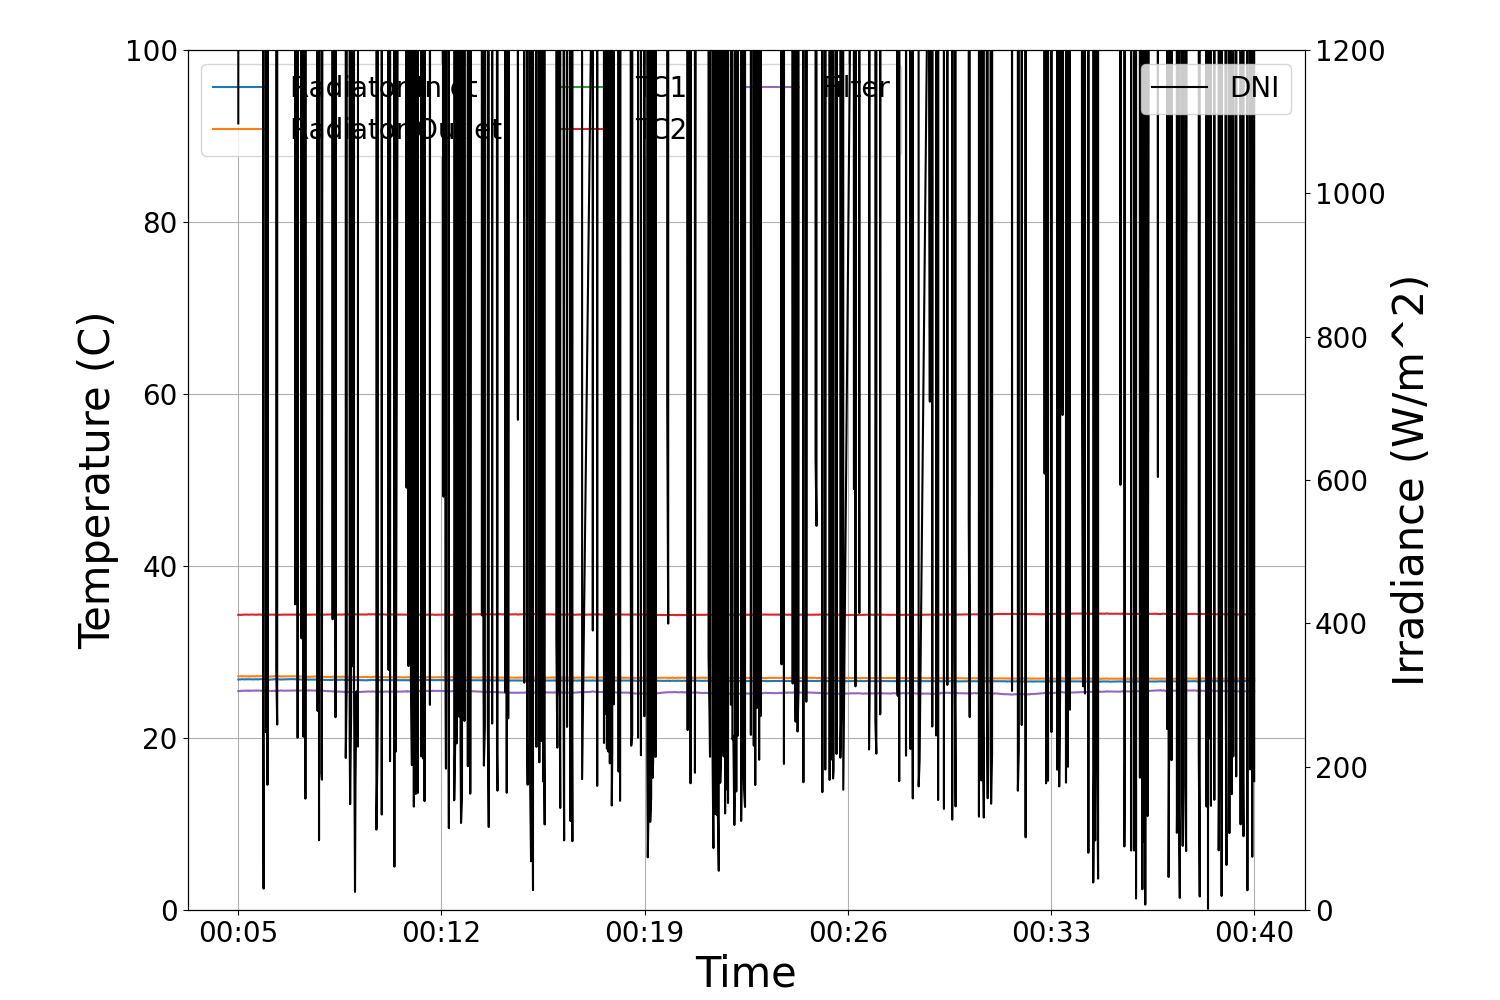 100
80
60
40
20
0
1200
1000
800
600
400
200
0
Radiator Inlet
Radiator Outlet
TC1
TC2
Filter
DNI
Temperature (C)
Irradiance (W/m^2)
00:05 00:12 00:19 00:26 00:33 00:40
Time